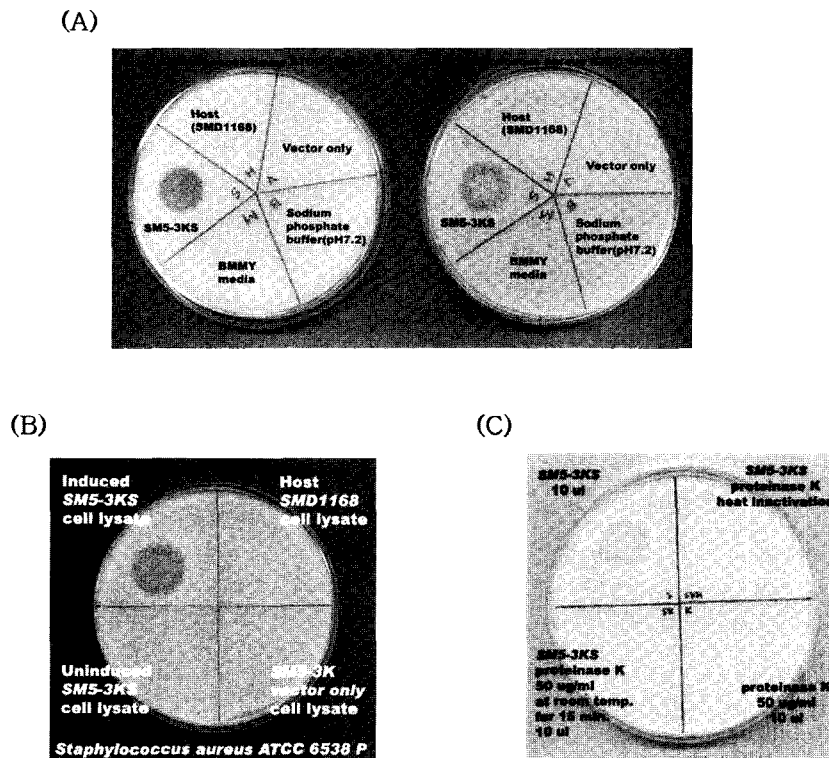 (A)
Host
(SMD1168)
Vector only
SM5-3KS
Sodium
phosphate
buffer(pH7.2)
BMMY
media
Host
(SMD1168)
Vector only
SM5-3KS
Sodium
phosphate
buffer(pH7.2)
BMMY
media
(B)
Induced
SM5-3KS
cell lysate
Host
SMD1168
cell lysate
Uninduced
SM5-3KS
cell lysate
SM5-3K
vector only
cell lysate
Staphylococcus aureus ATCC 6538 P
(C)
SM5-3KS
10 ul
SM5-3KS
proteinase K
heat inactivation
SM5-3KS
proteinase K
50 ug/ml
at room temp.
for 15 min.
10 ul
proteinase K
50 ug/ml
10 ul